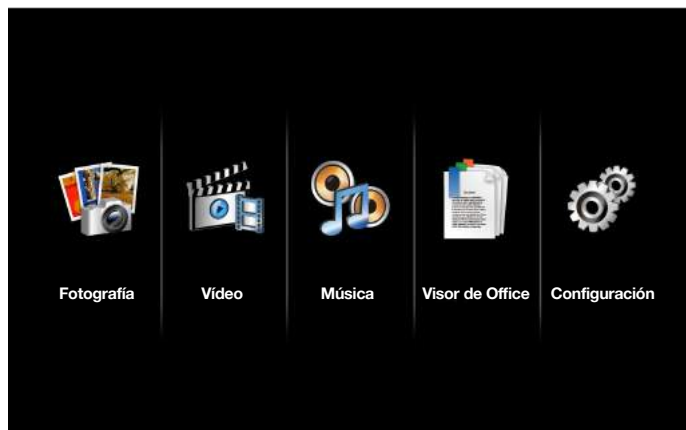 Fotografía
Vídeo
Música
Visor de Office
Configuración